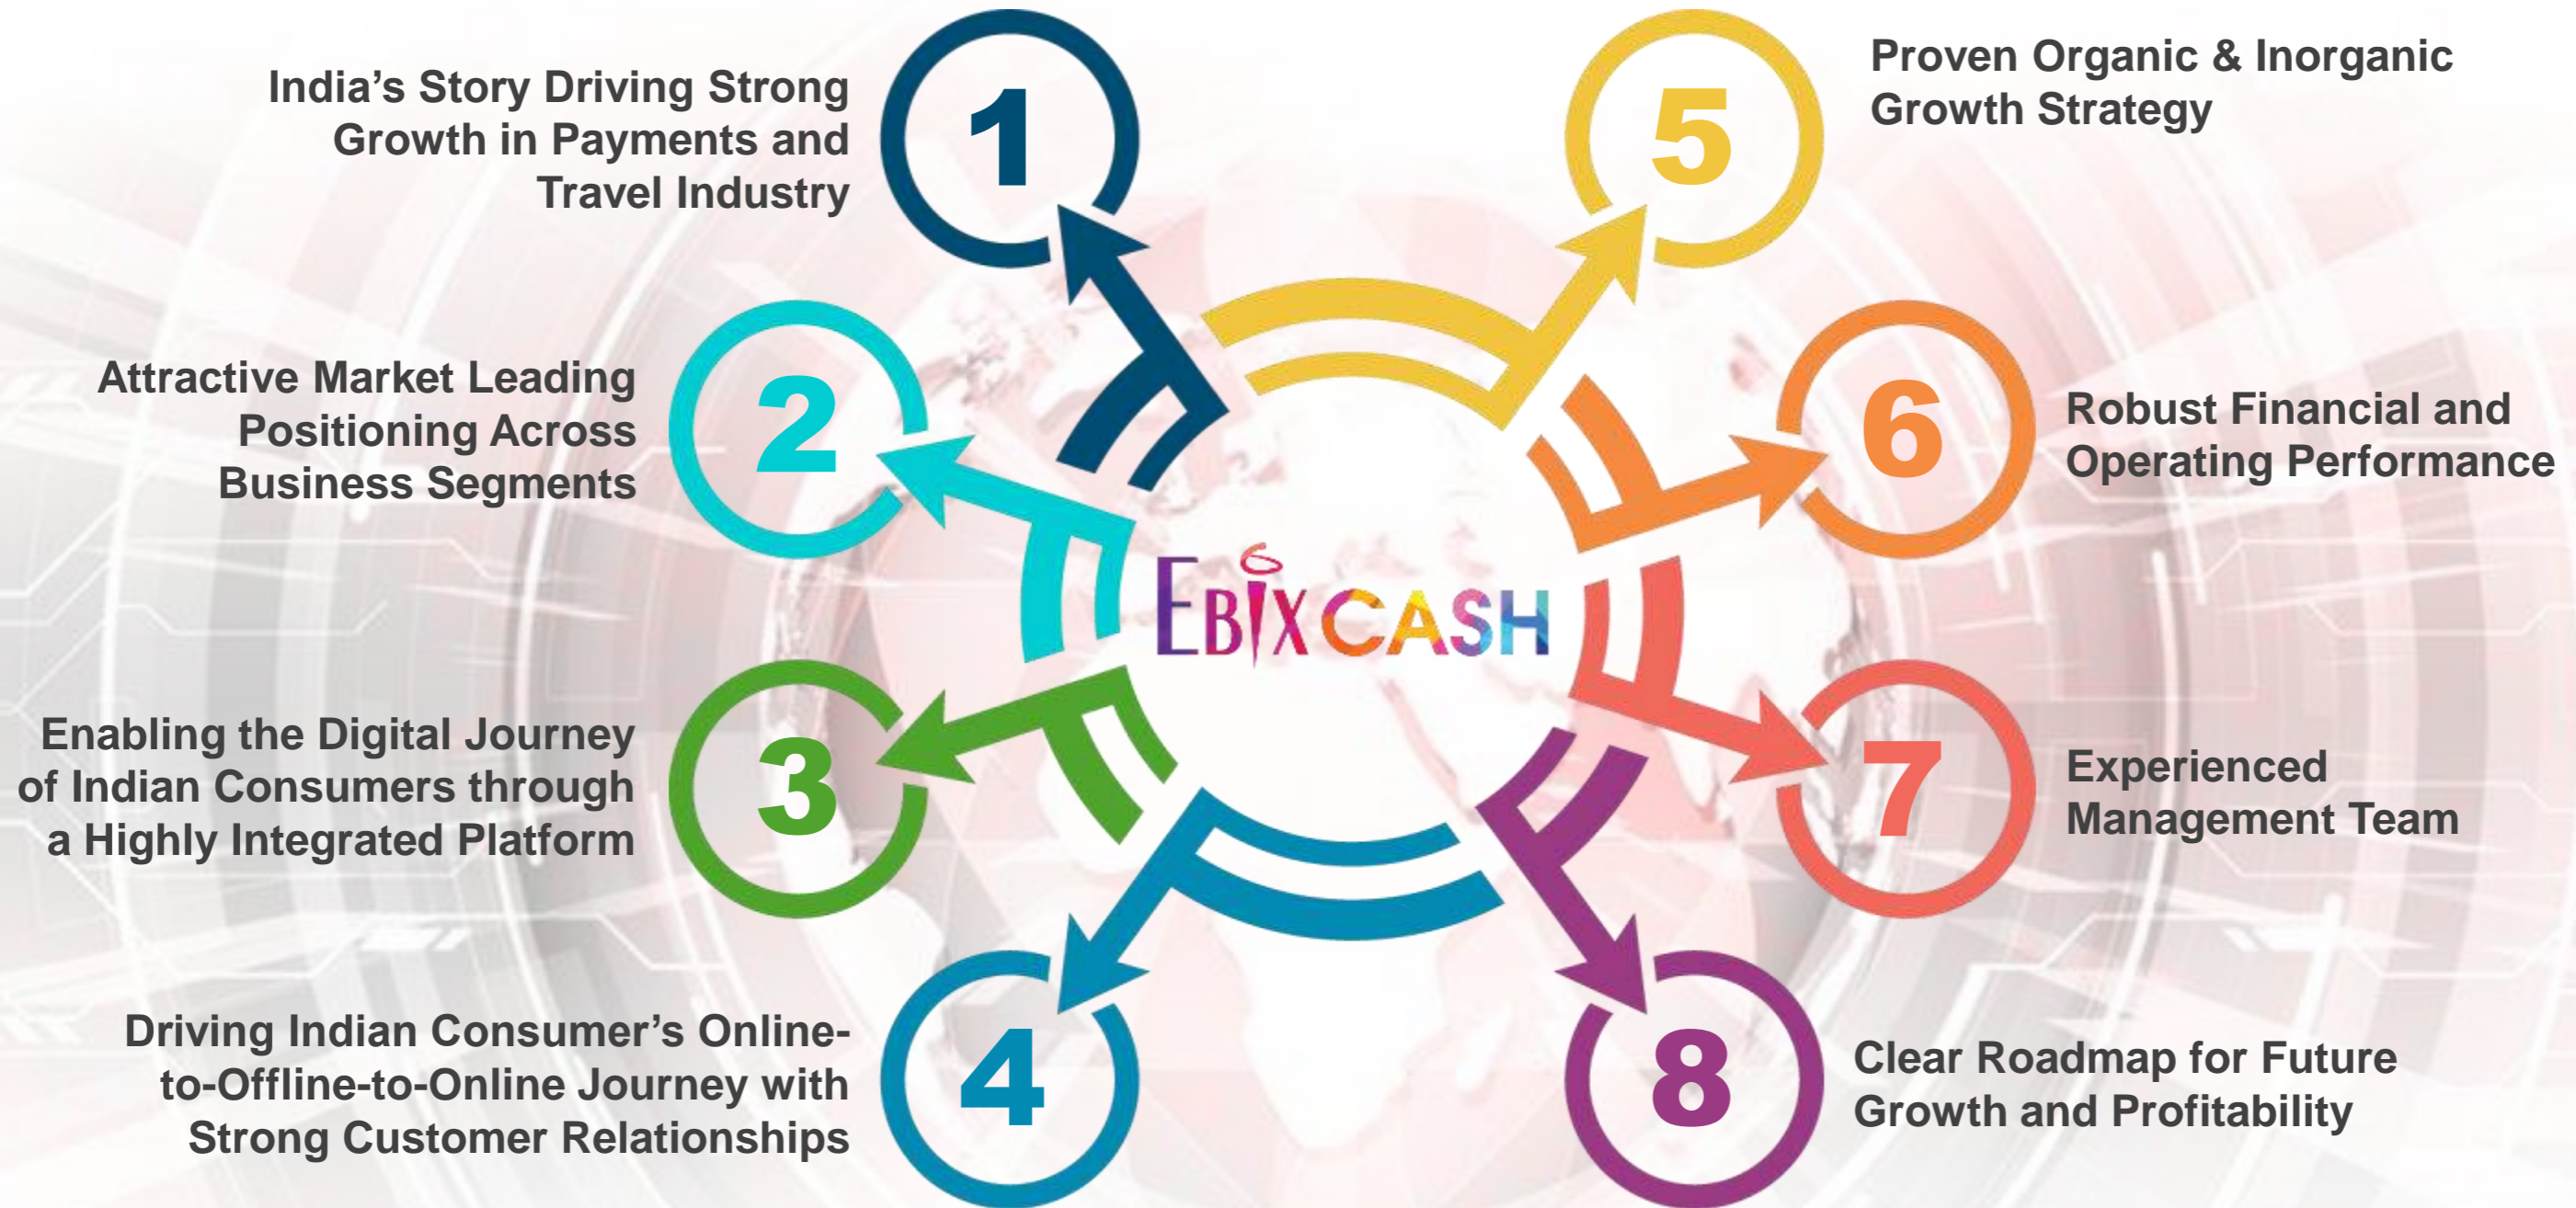 1
India’s Story Driving Strong
Growth in Payments and
Travel Industry
2
Attractive Market Leading
Positioning Across
Business Segments
3
Enabling the Digital Journey
of Indian Consumers through
a Highly Integrated Platform
4
Driving Indian Consumer’s Online-
to-Offline-to-Online Journey with
Strong Customer Relationships
EBIXCASH
5
Proven Organic & Inorganic
Growth Strategy
6
Robust Financial and
Operating Performance
7
Experienced
Management Team
8
Clear Roadmap for Future
Growth and Profitability